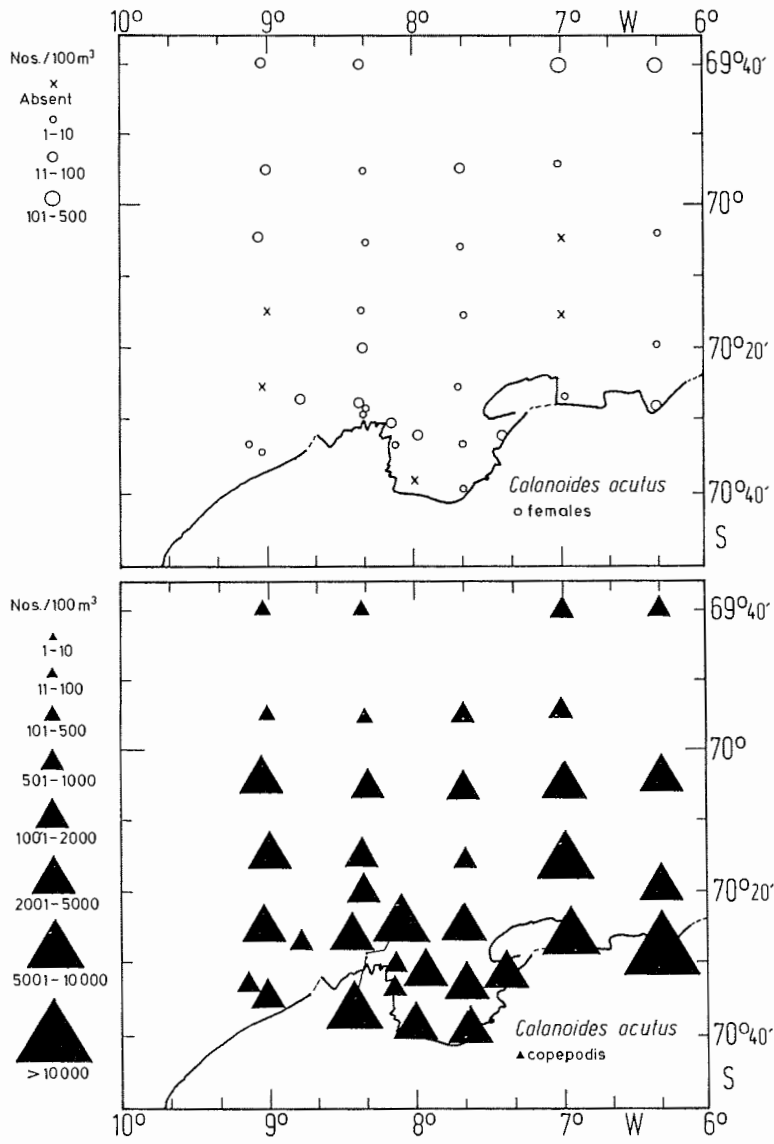 10° 9° 8° 7° W 6°
Nos./100m³
x
Absent
1-10
11-100
101-500
69°40'
70°
70°20'
70°40'
S
Calanoides acutus
o females
Nos./100m³
1-10
11-100
101-500
501-1000
1001-2000
2001-5000
5001-10000
>10000
69°40'
70°
70°20'
70°40'
S
Calanoides acutus
▲ copepodis
10° 9° 8° 7° W 6°